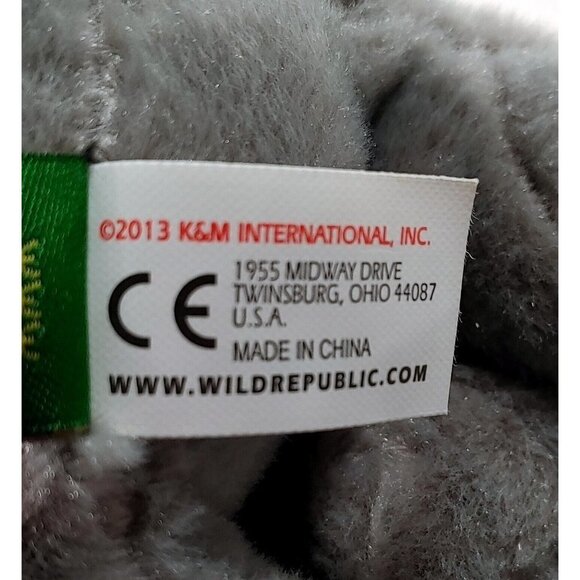 ©2013 K&M INTERNATIONAL, INC.
CE
1955 MIDWAY DRIVE
TWINSBURG, OHIO 44087
U.S.A.
MADE IN CHINA
WWW.WILDREPUBLIC.COM